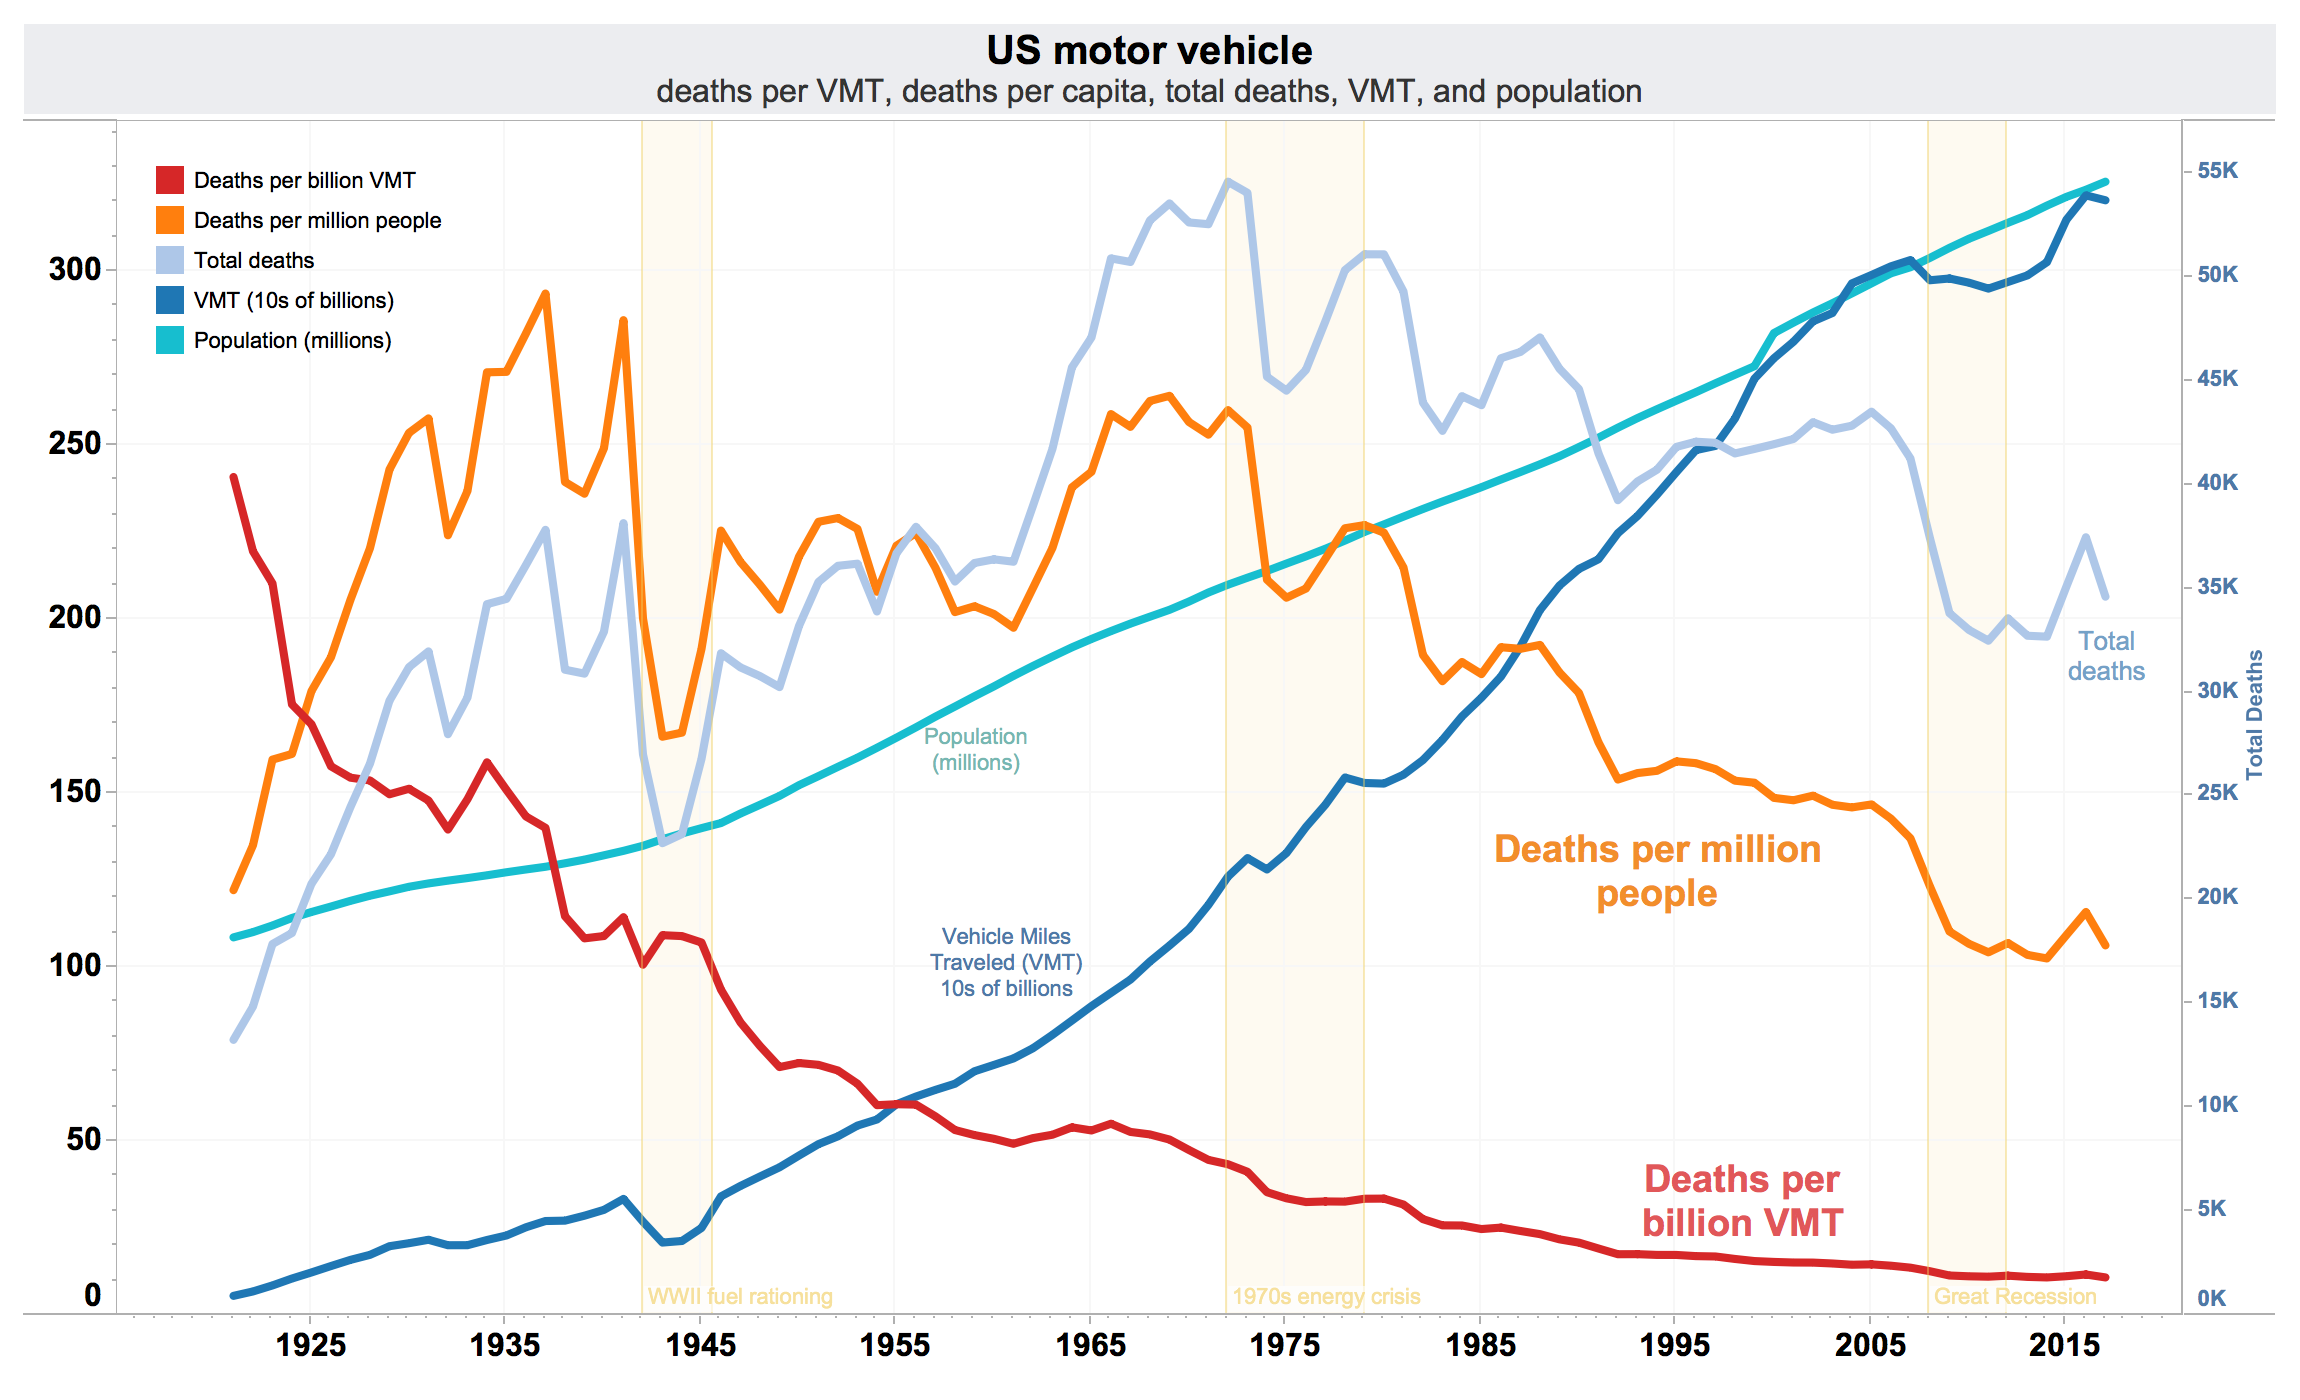 US motor vehicle
deaths per VMT, deaths per capita, total deaths, VMT, and population
Deaths per billion VMT
Deaths per million people
Total deaths
VMT (10s of billions)
Population (millions)
300
250
200
150
100
50
0
55K
50K
45K
40K
35K
30K
25K
20K
15K
10K
5K
0K
Total Deaths
Total
deaths
Population
(millions)
Deaths per million
people
Vehicle Miles
Traveled (VMT)
10s of billions
Deaths per
billion VMT
WWII fuel rationing
1970s energy crisis
Great Recession
1925
1935
1945
1955
1965
1975
1985
1995
2005
2015